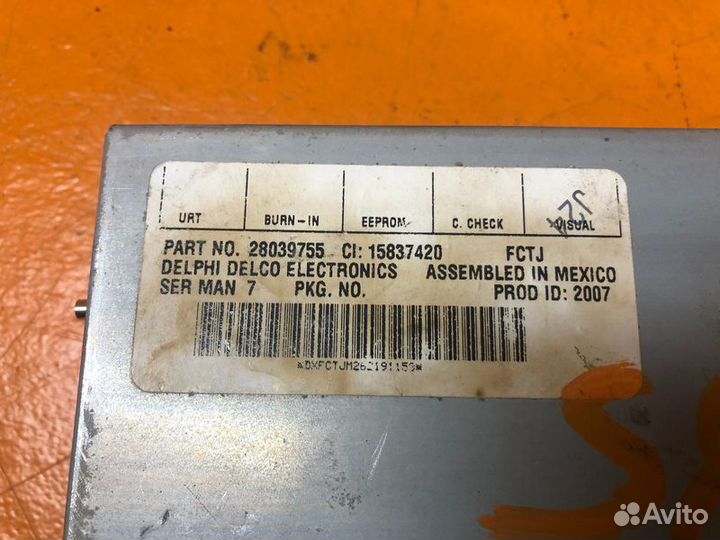 URT BURN-IN EEPROM C. CHECK VISUAL
PART NO. 28039755 CI: 15837420 FCTJ
DELPHI DELCO ELECTRONICS ASSEMBLED IN MEXICO
SER MAN 7 PKG. NO. PROD ID: 2007
Avito